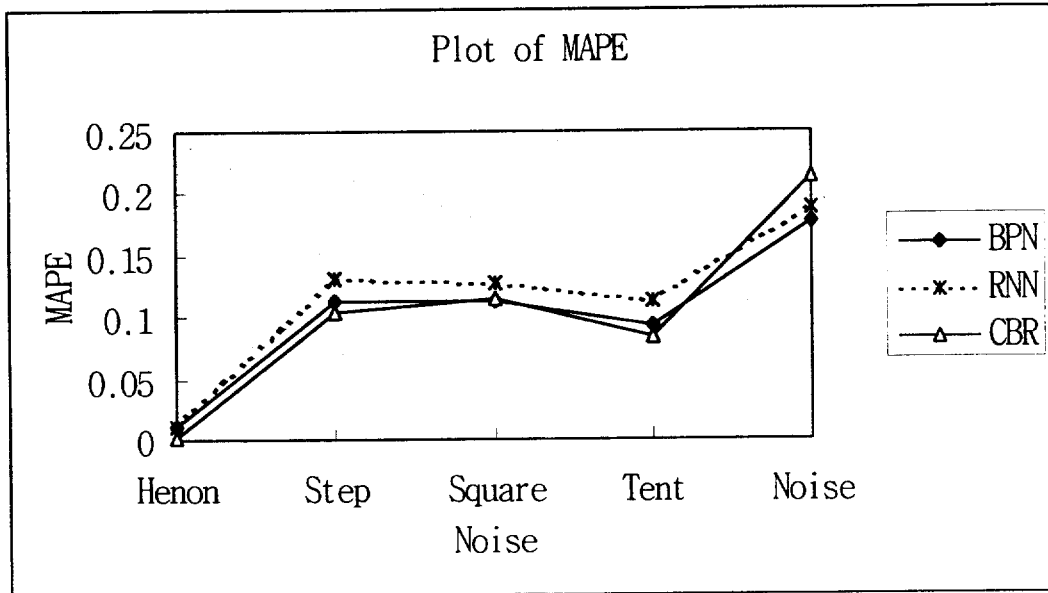 Plot of MAPE
0.25
0.2
0.15
0.1
0.05
0
MAPE
Henon Step Square Tent Noise
Noise
BPN
RNN
CBR